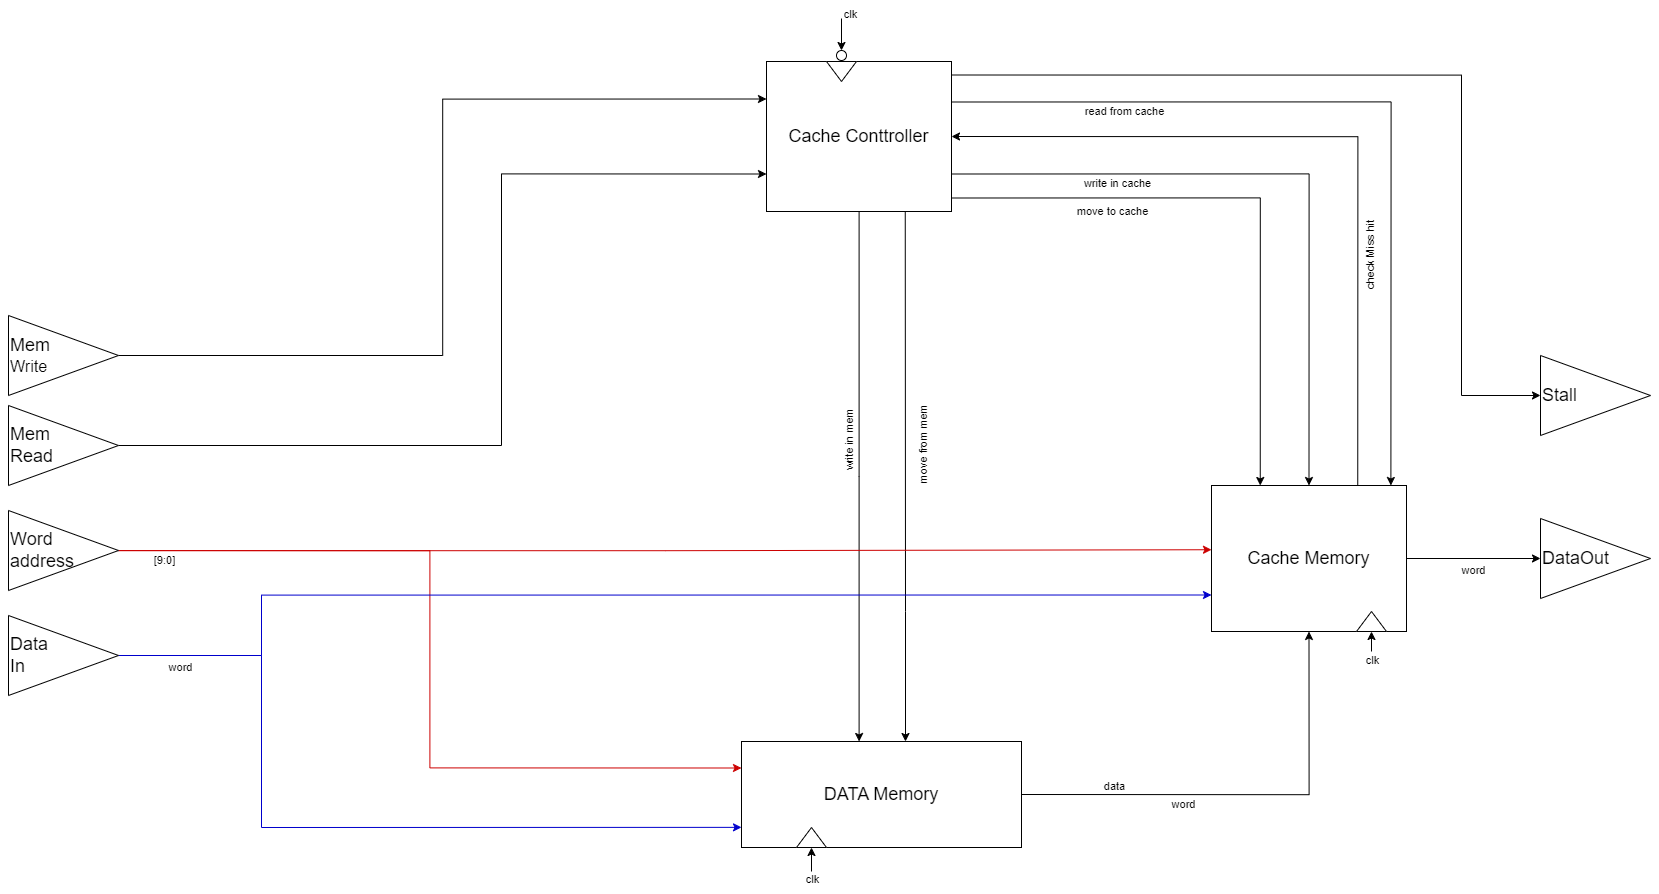 clk
Cache Conttroller
read from cache
write in cache
move to cache
check Miss hit
Mem
Write
Mem
Read
write in mem
move from mem
Stall
Word
address
[9:0]
Cache Memory
DataOut
word
Data
In
word
clk
DATA Memory
data
word
clk